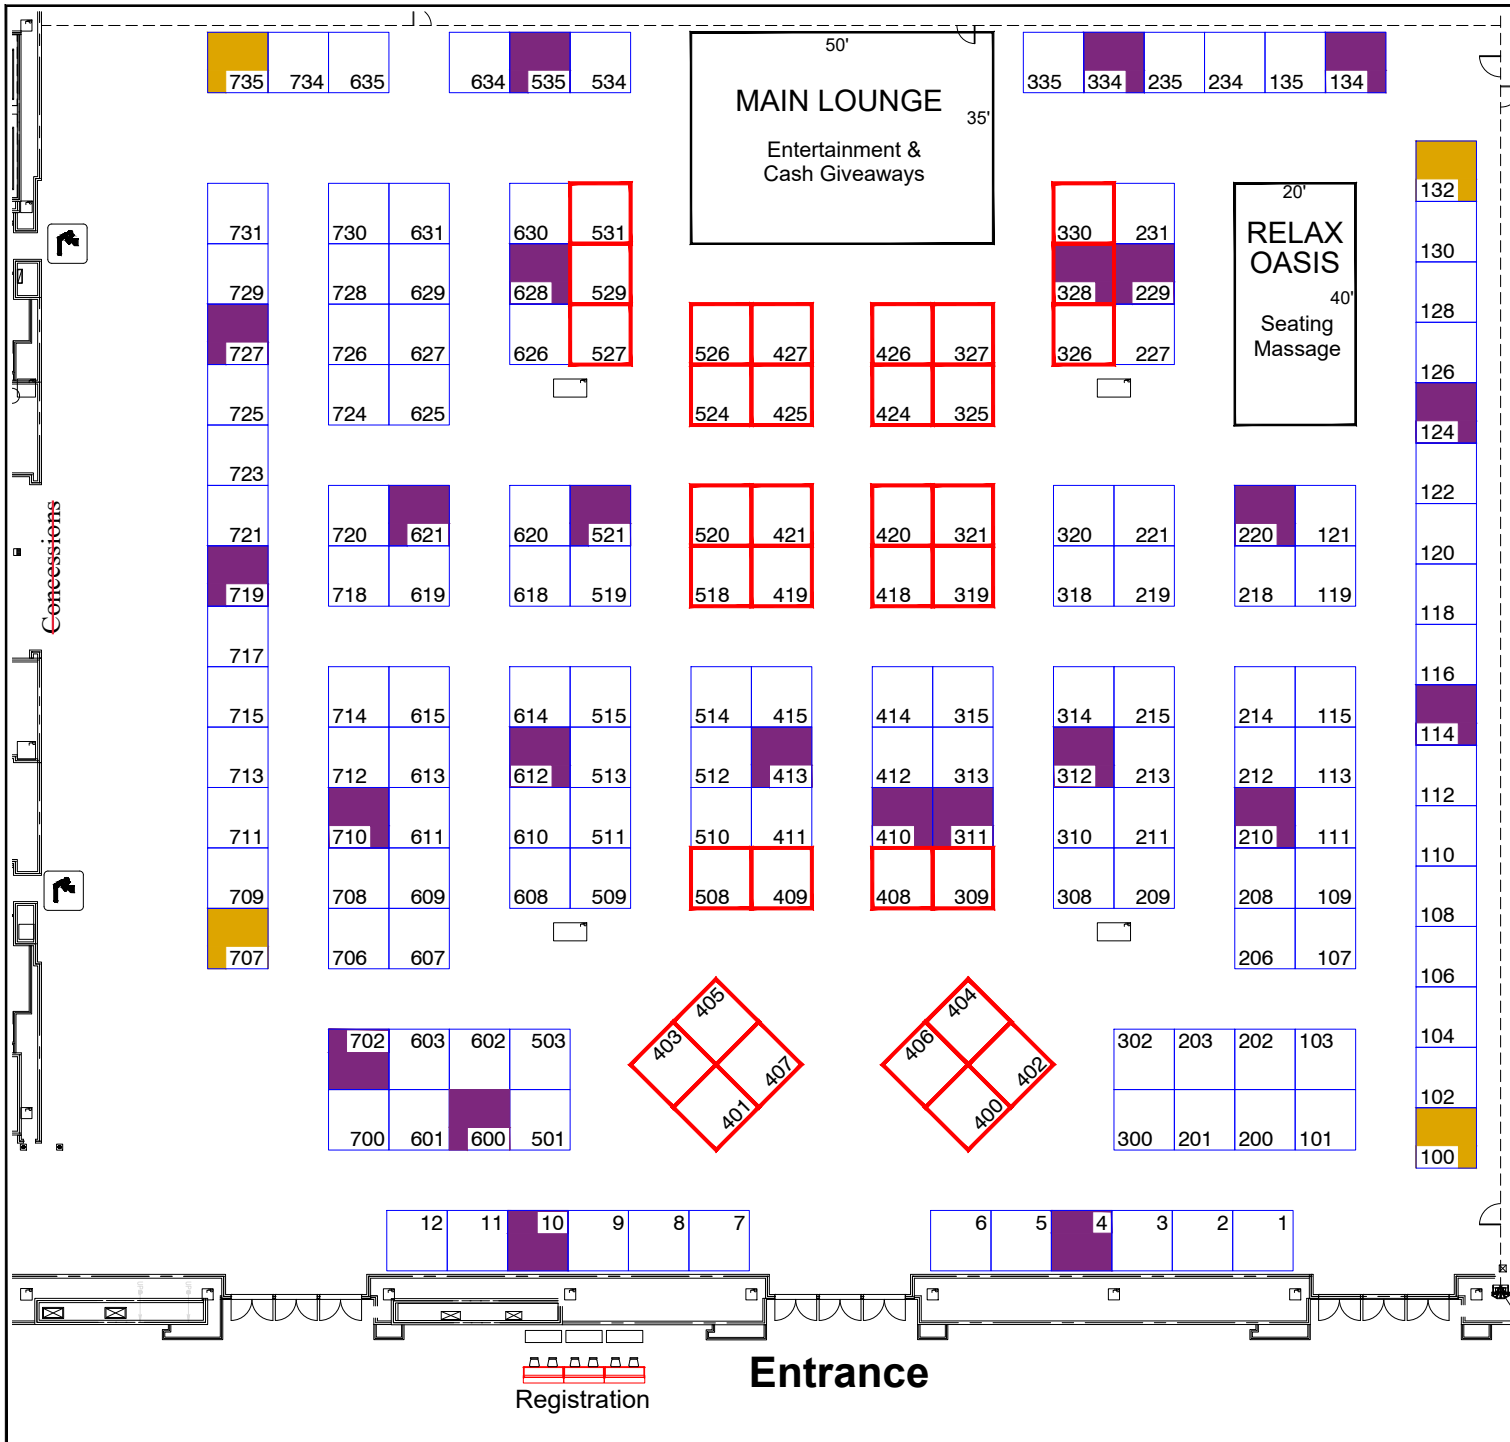 735 734 635 634 535 534 335 334 235 234 135 134
50'
MAIN LOUNGE
35'
Entertainment &
Cash Giveaways
132
20'
RELAX
OASIS
40'
Seating
Massage
731 730 631 630 531 330 231 130
729 728 629 628 529 328 229 128
727 726 627 626 527 526 427 426 327 326 227 126
725 724 625 524 425 424 325 124
723 122
Concessions
721 720 621 620 521 520 421 420 321 320 221 220 121 120
719 718 619 618 519 518 419 418 319 318 219 218 119 118
717 116
715 714 615 614 515 514 415 414 315 314 215 214 115 114
713 712 613 612 513 512 413 412 313 312 213 212 113 112
711 710 611 610 511 510 411 410 311 310 211 210 111 110
709 708 609 608 509 508 409 408 309 308 209 208 109 108
707 706 607 206 107 106
405 404
702 603 602 503 403 407 406 402 302 203 202 103 104
700 601 600 501 401 400 300 201 200 101 102
100
12 11 10 9 8 7 6 5 4 3 2 1
Entrance
Registration